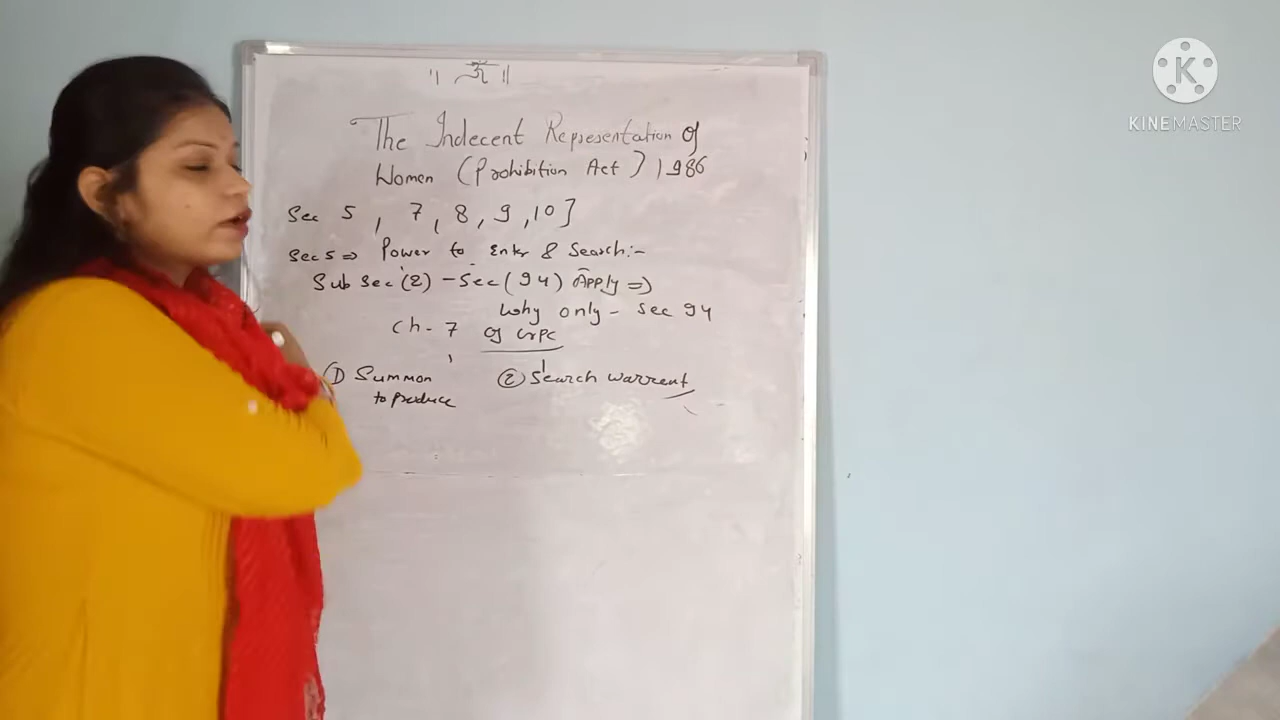 || ॐ ||
The Indecent Representation of
Women (Prohibition Act) 1986
Sec 5, 7, 8, 9, 10]
Sec 5 ⇒ Power to Enter & Search:-
Sub Sec (2) - Sec (94) Apply ⇒
Why only - Sec 94
Ch - 7 of CrPC
① Summon ② Search Warrent
to produce
K
KINEMASTER